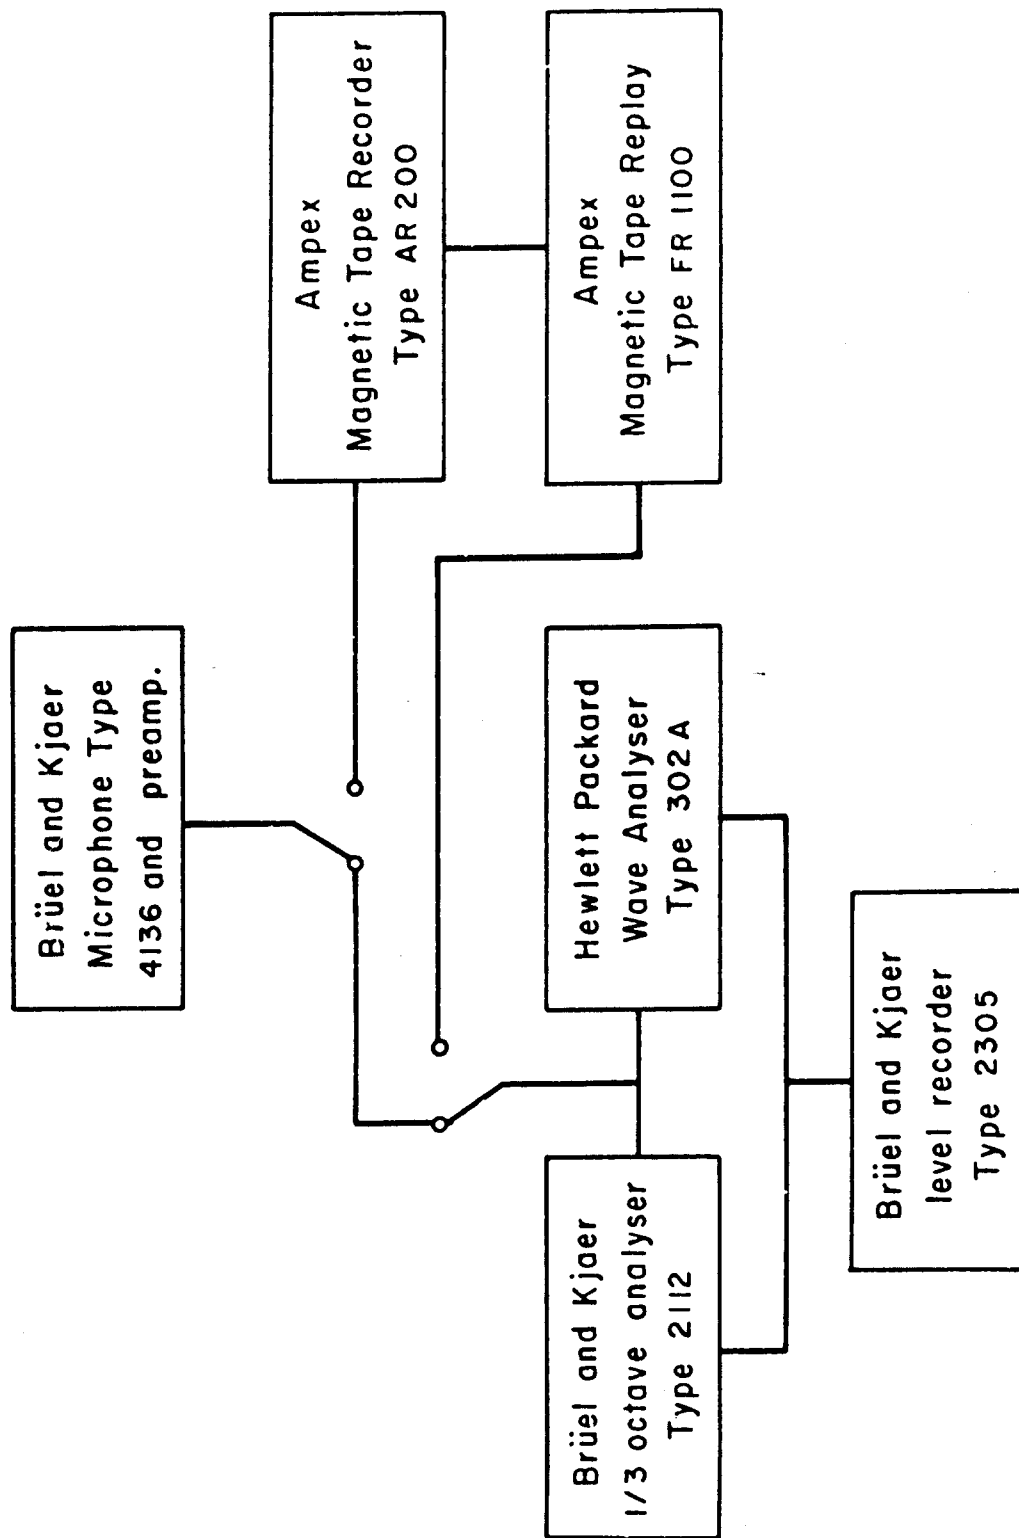 Brüel and Kjaer
Microphone Type
4136 and preamp.
Ampex
Magnetic Tape Recorder
Type AR 200
Ampex
Magnetic Tape Replay
Type FR 1100
Brüel and Kjaer
1/3 octave analyser
Type 2112
Hewlett Packard
Wave Analyser
Type 302A
Brüel and Kjaer
level recorder
Type 2305